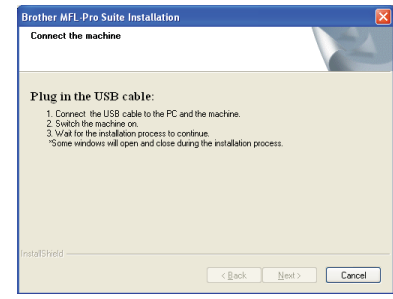 Brother MFL-Pro Suite Installation
Connect the machine
Plug in the USB cable:
1. Connect the USB cable to the PC and the machine.
2. Switch the machine on.
3. Wait for the installation process to continue.
*Some windows will open and close during the installation process.
InstallShield
< Back Next > Cancel